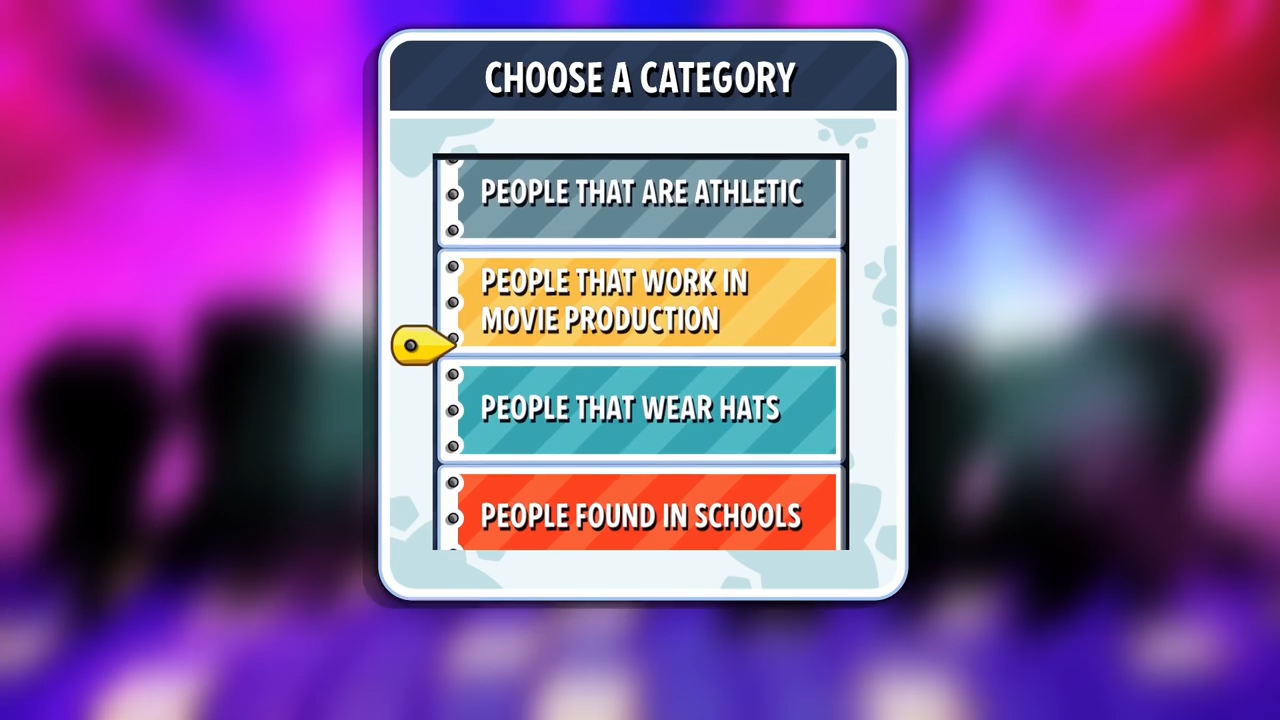 CHOOSE A CATEGORY
PEOPLE THAT ARE ATHLETIC
PEOPLE THAT WORK IN
MOVIE PRODUCTION
PEOPLE THAT WEAR HATS
PEOPLE FOUND IN SCHOOLS